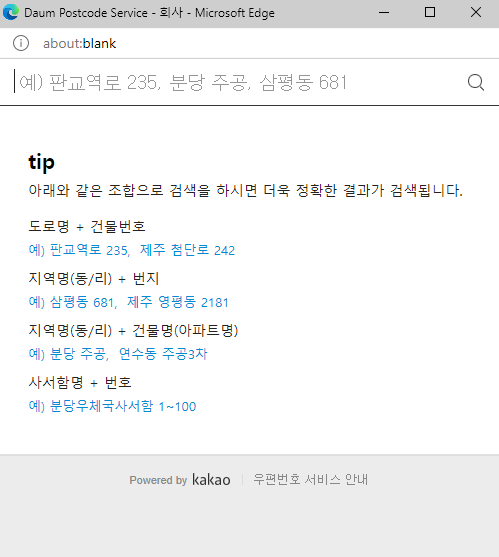 Daum Postcode Service - 회사 - Microsoft Edge
about:blank
예) 판교역로 235, 분당 주공, 삼평동 681
tip
아래와 같은 조합으로 검색을 하시면 더욱 정확한 결과가 검색됩니다.
도로명 + 건물번호
예) 판교역로 235, 제주 첨단로 242
지역명(동/리) + 번지
예) 삼평동 681, 제주 영평동 2181
지역명(동/리) + 건물명(아파트명)
예) 분당 주공, 연수동 주공3차
사서함명 + 번호
예) 분당우체국사서함 1~100
Powered by kakao 우편번호 서비스 안내